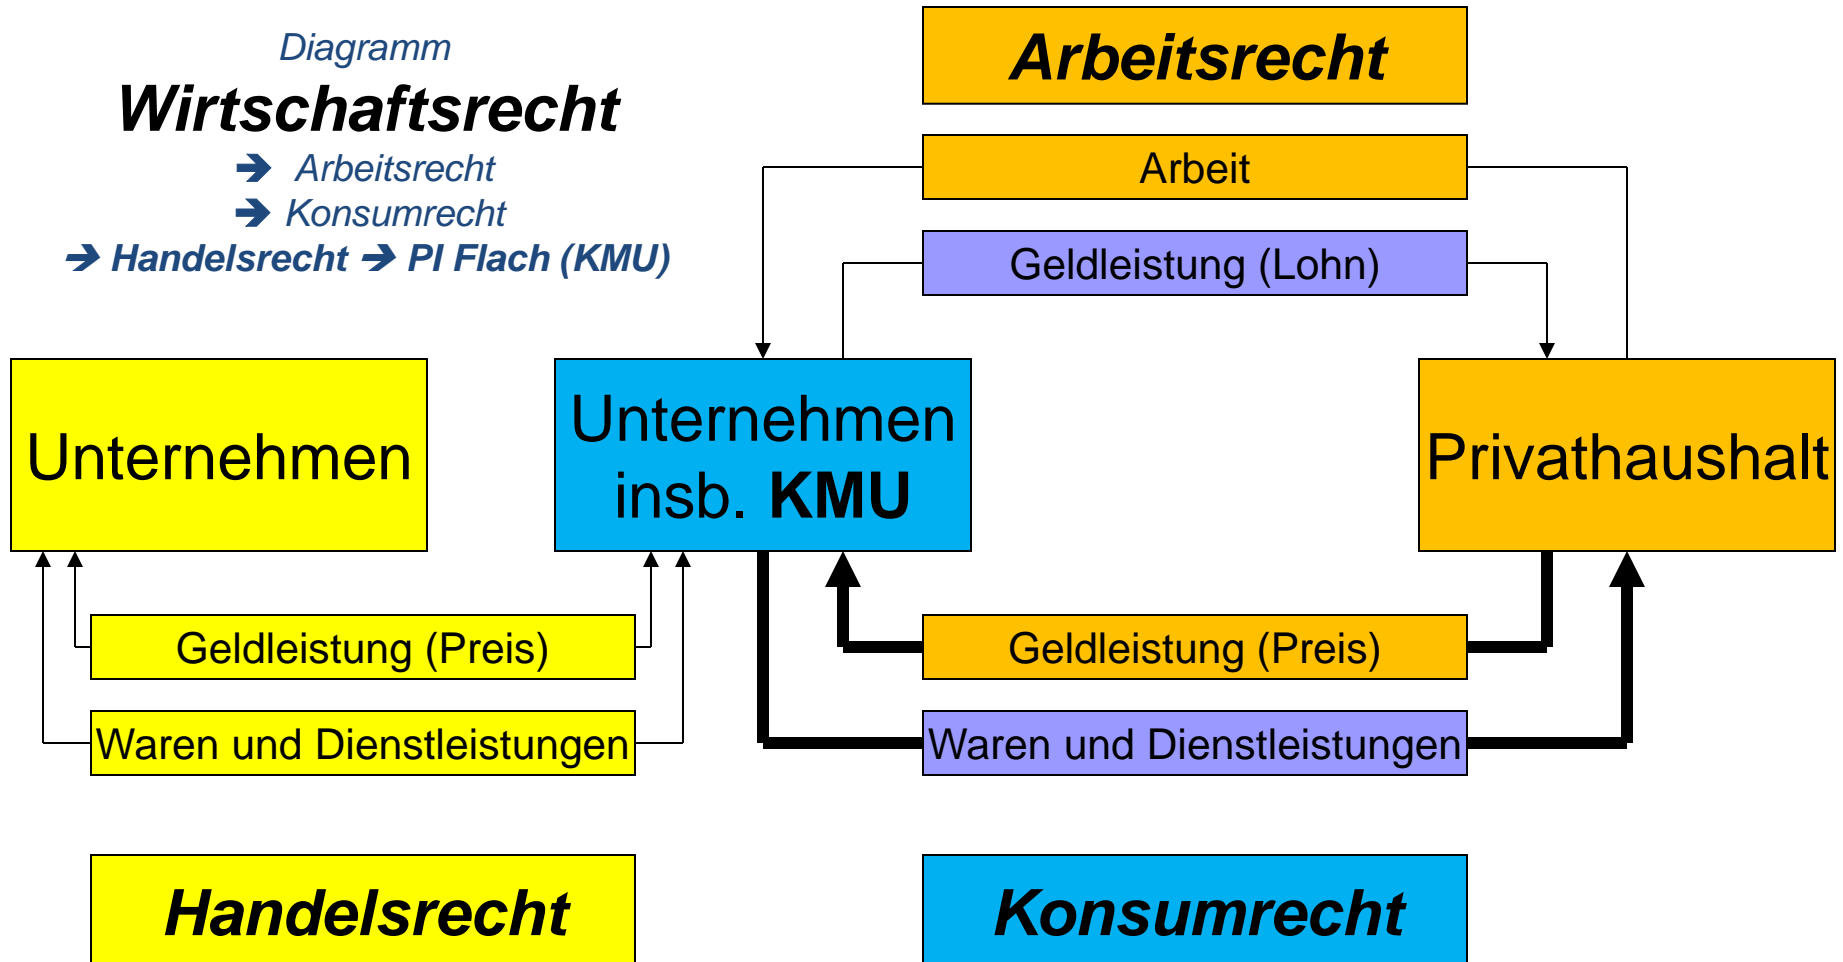 Diagramm
Wirtschaftsrecht
➔ Arbeitsrecht
➔ Konsumrecht
➔ Handelsrecht ➔ PI Flach (KMU)
Arbeitsrecht
Arbeit
Geldleistung (Lohn)
Unternehmen
Unternehmen
insb. KMU
Privathaushalt
Geldleistung (Preis)
Waren und Dienstleistungen
Geldleistung (Preis)
Waren und Dienstleistungen
Handelsrecht
Konsumrecht